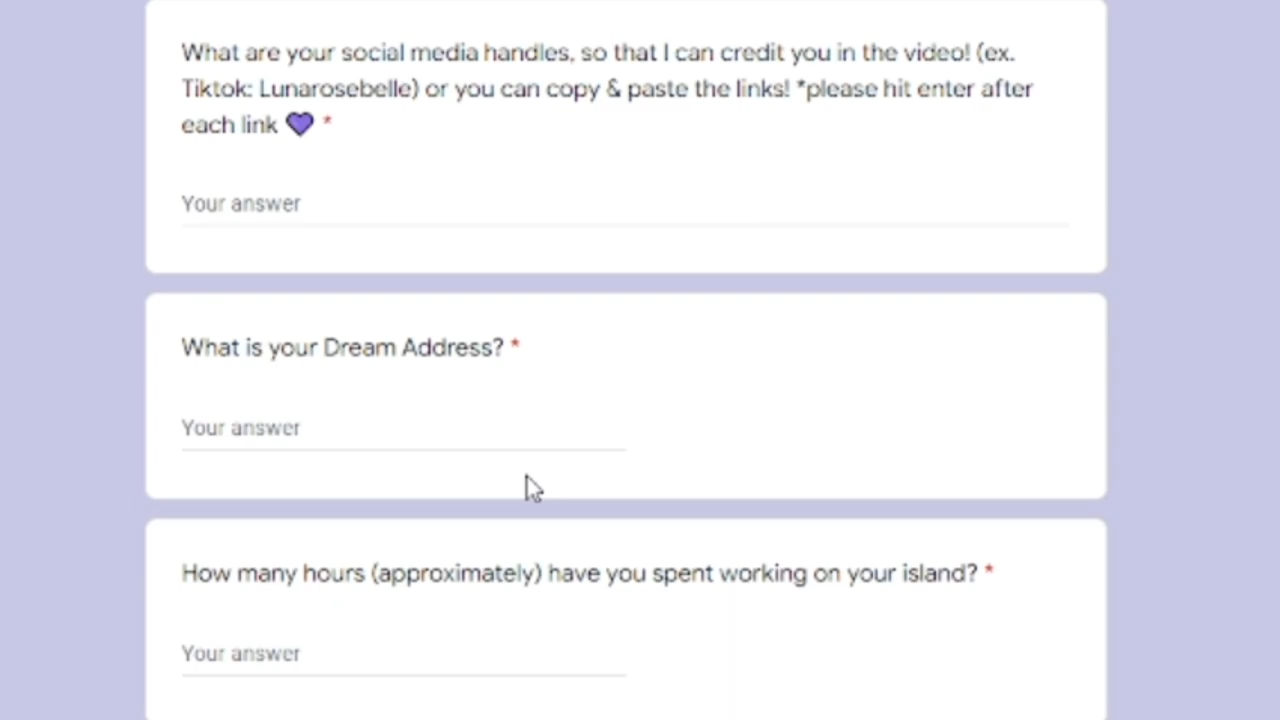 What are your social media handles, so that I can credit you in the video! (ex.
Tiktok: Lunarosebelle) or you can copy & paste the links! *please hit enter after
each link 💜 *
Your answer
What is your Dream Address? *
Your answer
How many hours (approximately) have you spent working on your island? *
Your answer